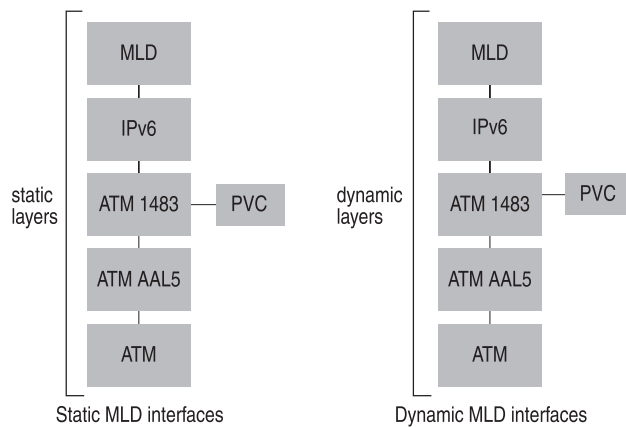 MLD
IPv6
static
layers
ATM 1483
PVC
ATM AAL5
ATM
Static MLD interfaces
MLD
IPv6
dynamic
layers
ATM 1483
PVC
ATM AAL5
ATM
Dynamic MLD interfaces